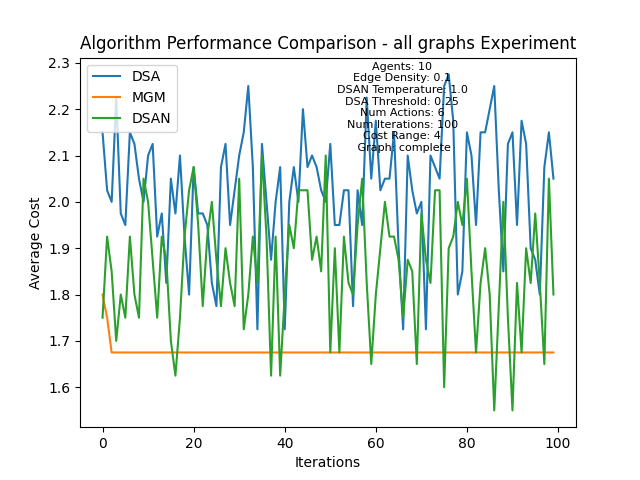 Algorithm Performance Comparison - all graphs Experiment
DSA
MGM
DSAN
Agents: 10
Edge Density: 0.1
DSAN Temperature: 1.0
DSA Threshold: 0.25
Num Actions: 6
Num Iterations: 100
Cost Range: 4
Graph: complete
2.3
2.2
2.1
2.0
1.9
1.8
1.7
1.6
Average Cost
0 20 40 60 80 100
Iterations